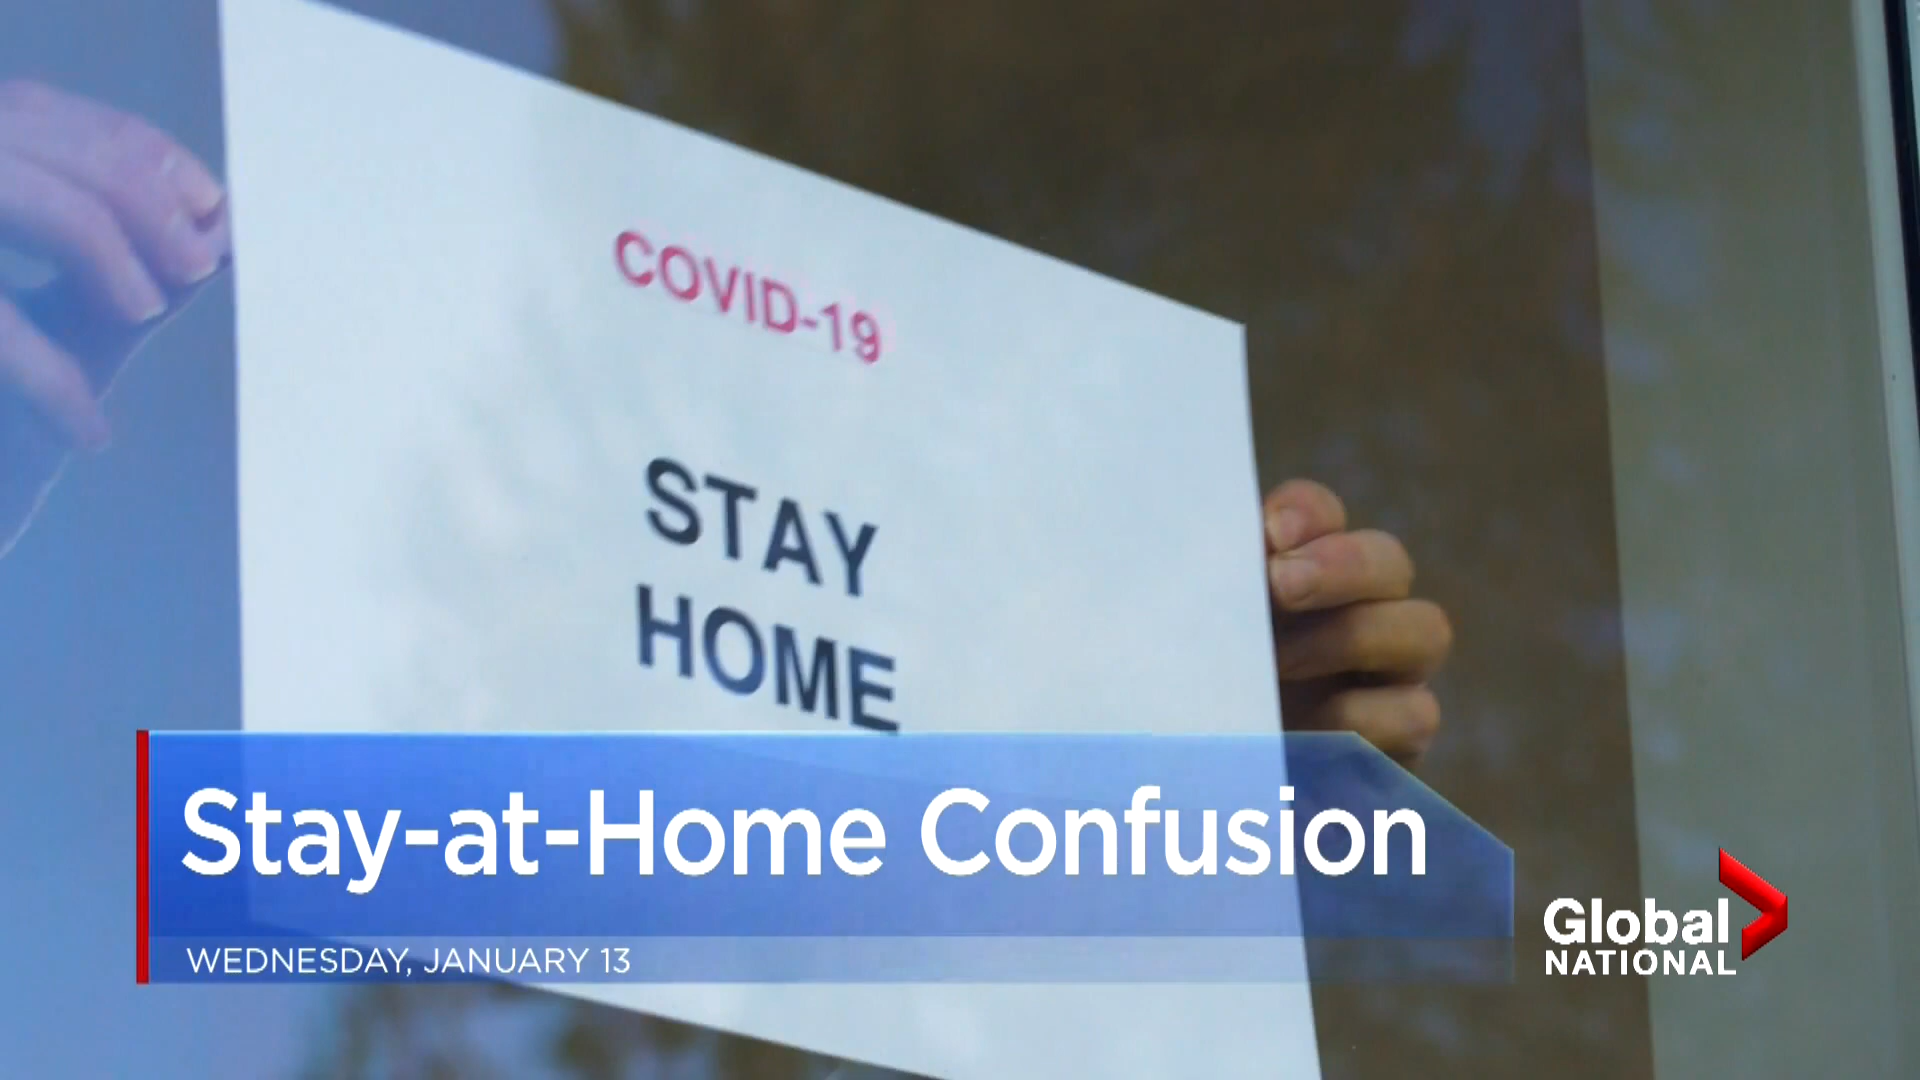 COVID-19
STAY
HOME
Stay-at-Home Confusion
WEDNESDAY, JANUARY 13
Global
NATIONAL